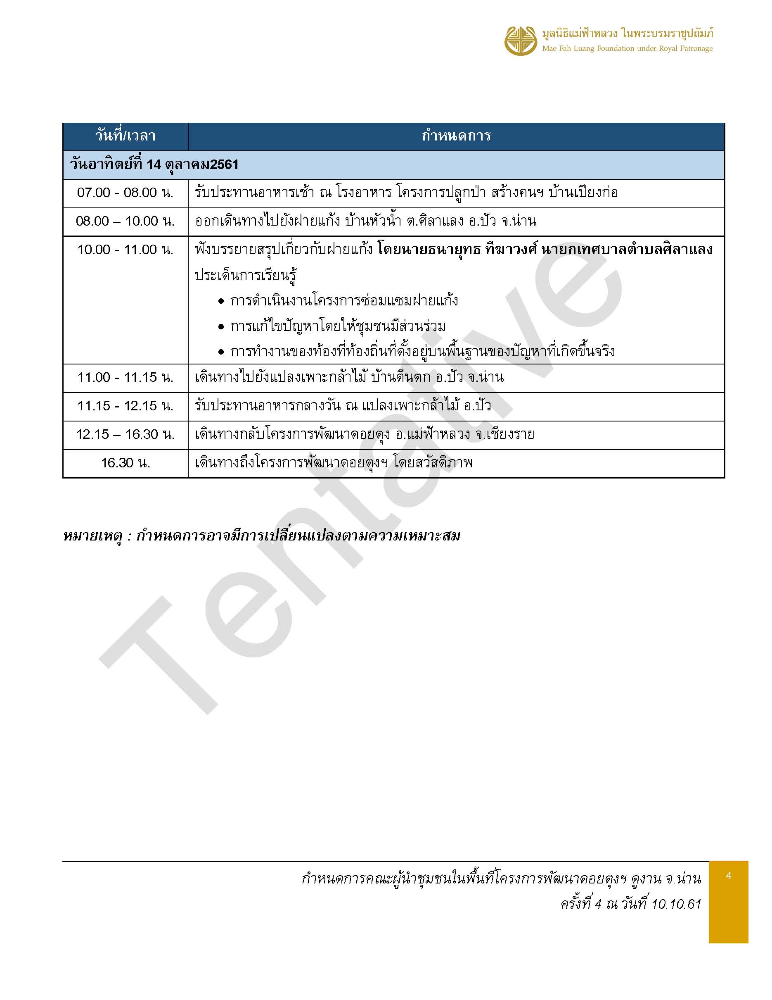 มูลนิธิแม่ฟ้าหลวง ในพระบรมราชูปถัมภ์
Mae Fah Luang Foundation under Royal Patronage
วันที่/เวลา กำหนดการ
วันอาทิตย์ที่ 14 ตุลาคม2561
07.00 - 08.00 น. รับประทานอาหารเช้า ณ โรงอาหาร โครงการปลูกป่า สร้างคนฯ บ้านเปียงก่อ
08.00 – 10.00 น. ออกเดินทางไปยังฝายแก้ง บ้านหัวน้ำ ต.ศิลาแลง อ.ปัว จ.น่าน
10.00 - 11.00 น. ฟังบรรยายสรุปเกี่ยวกับฝายแก้ง โดยนายธนายุทธ ทีฆาวงศ์ นายกเทศบาลตำบลศิลาแลง
ประเด็นการเรียนรู้
• การดำเนินงานโครงการซ่อมแซมฝายแก้ง
• การแก้ไขปัญหาโดยให้ชุมชนมีส่วนร่วม
• การทำงานของท้องที่ท้องถิ่นที่ตั้งอยู่บนพื้นฐานของปัญหาที่เกิดขึ้นจริง
11.00 - 11.15 น. เดินทางไปยังแปลงเพาะกล้าไม้ บ้านตีนตก อ.ปัว จ.น่าน
11.15 - 12.15 น. รับประทานอาหารกลางวัน ณ แปลงเพาะกล้าไม้ อ.ปัว
12.15 – 16.30 น. เดินทางกลับโครงการพัฒนาดอยตุง อ.แม่ฟ้าหลวง จ.เชียงราย
16.30 น. เดินทางถึงโครงการพัฒนาดอยตุงฯ โดยสวัสดิภาพ
หมายเหตุ : กำหนดการอาจมีการเปลี่ยนแปลงตามความเหมาะสม
Tentative
กำหนดการคณะผู้นำชุมชนในพื้นที่โครงการพัฒนาดอยตุงฯ ดูงาน จ.น่าน 4
ครั้งที่ 4 ณ วันที่ 10.10.61